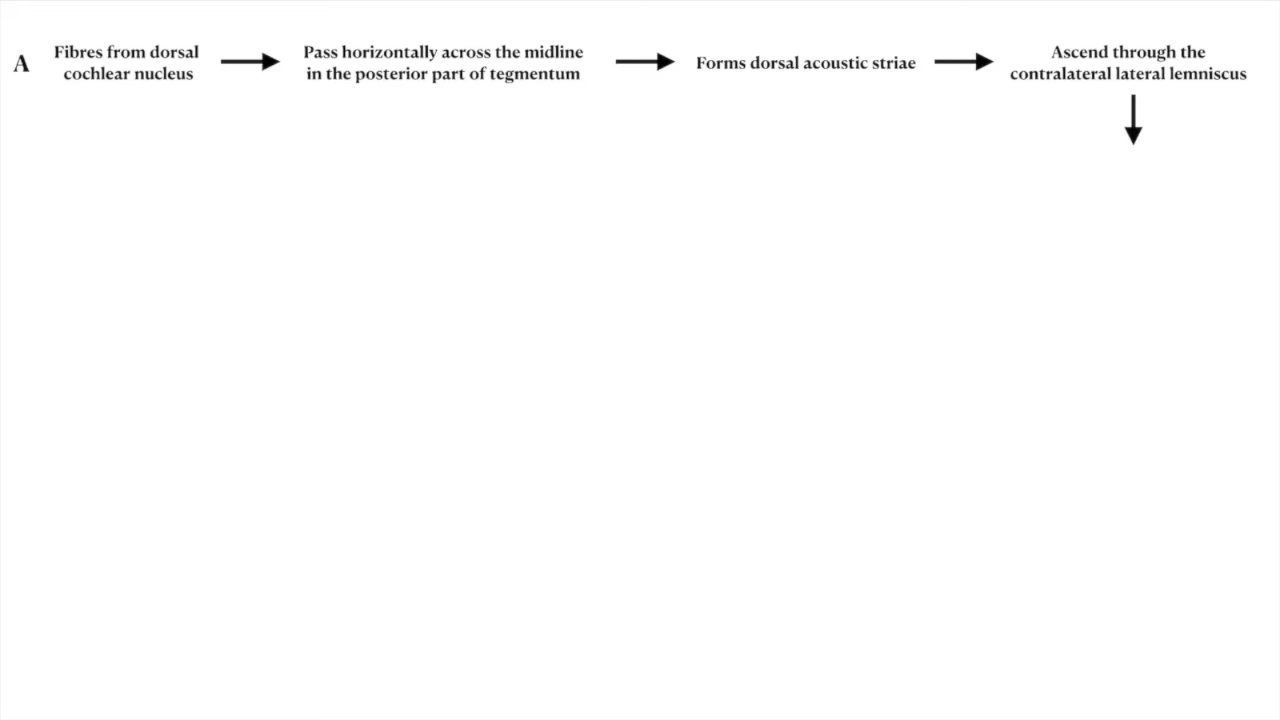 A
Fibres from dorsal
cochlear nucleus
Pass horizontally across the midline
in the posterior part of tegmentum
Forms dorsal acoustic striae
Ascend through the
contralateral lateral lemniscus